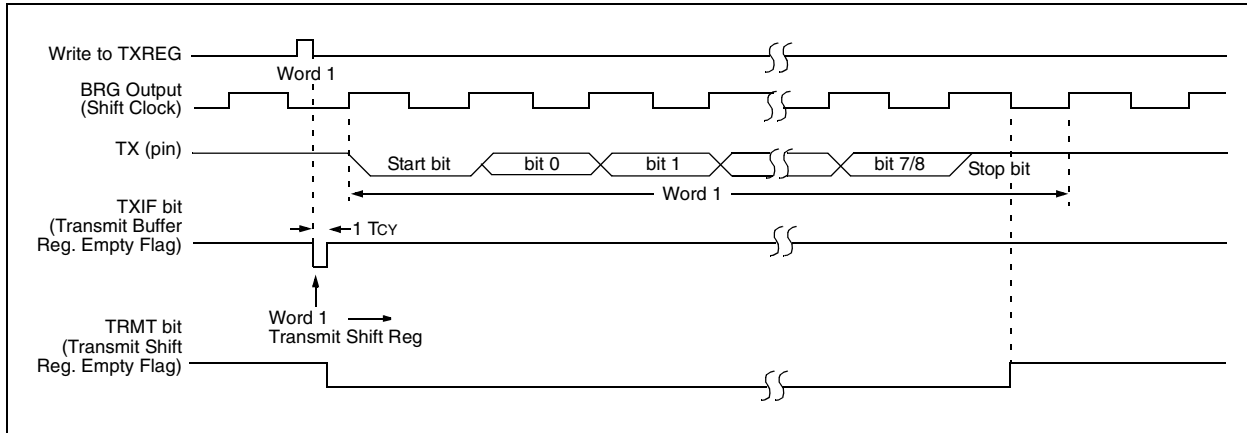 Write to TXREG
Word 1
BRG Output
(Shift Clock)
TX (pin)
Start bit
bit 0
bit 1
bit 7/8
Stop bit
Word 1
TXIF bit
(Transmit Buffer
Reg. Empty Flag)
1 TCY
Word 1
Transmit Shift Reg
TRMT bit
(Transmit Shift
Reg. Empty Flag)